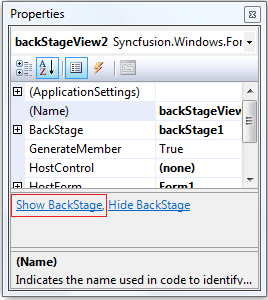 Properties
backStageView2 Syncfusion.Windows.For
(ApplicationSettings)
(Name) backStageView
BackStage backStage1
GenerateMember True
HostControl (none)
HostForm Form1
Show BackStage, Hide BackStage
(Name)
Indicates the name used in code to identify...